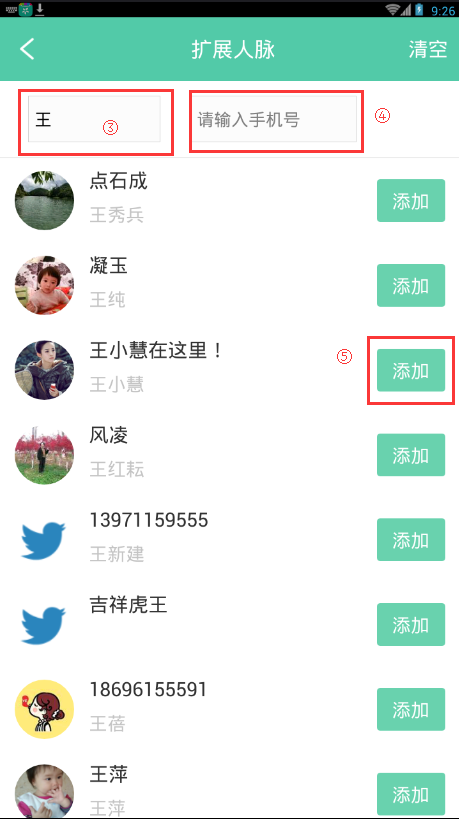 9:26
扩展人脉
清空
王
③
请输入手机号
④
点石成
王秀兵
添加
凝玉
王纯
添加
王小慧在这里！
王小慧
⑤
添加
风凌
王红耘
添加
13971159555
王新建
添加
吉祥虎王
添加
18696155591
王蓓
添加
王萍
王萍
添加